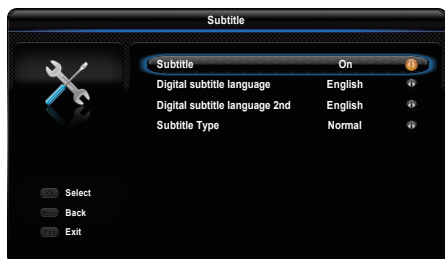 Subtitle
Subtitle On
Digital subtitle language English
Digital subtitle language 2nd English
Subtitle Type Normal
Select
Back
Exit